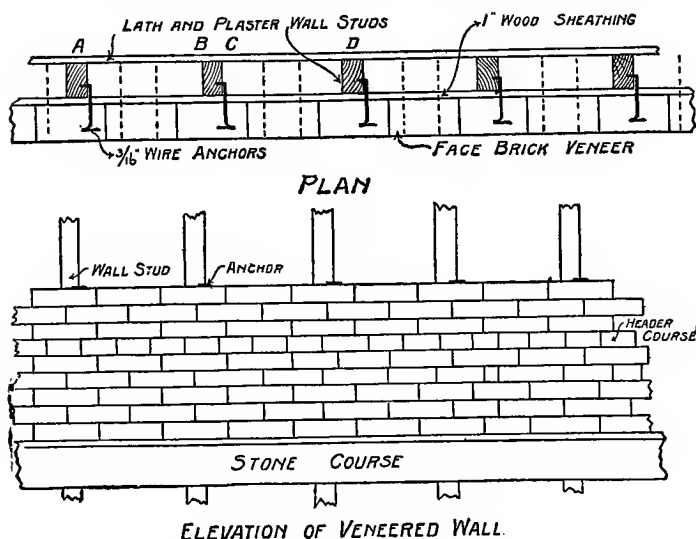 LATH AND PLASTER WALL STUDS
1" WOOD SHEATHING
A B C D
3/16" WIRE ANCHORS
FACE BRICK VENEER
PLAN
WALL STUD
ANCHOR
HEADER
COURSE
STONE COURSE
ELEVATION OF VENEERED WALL.